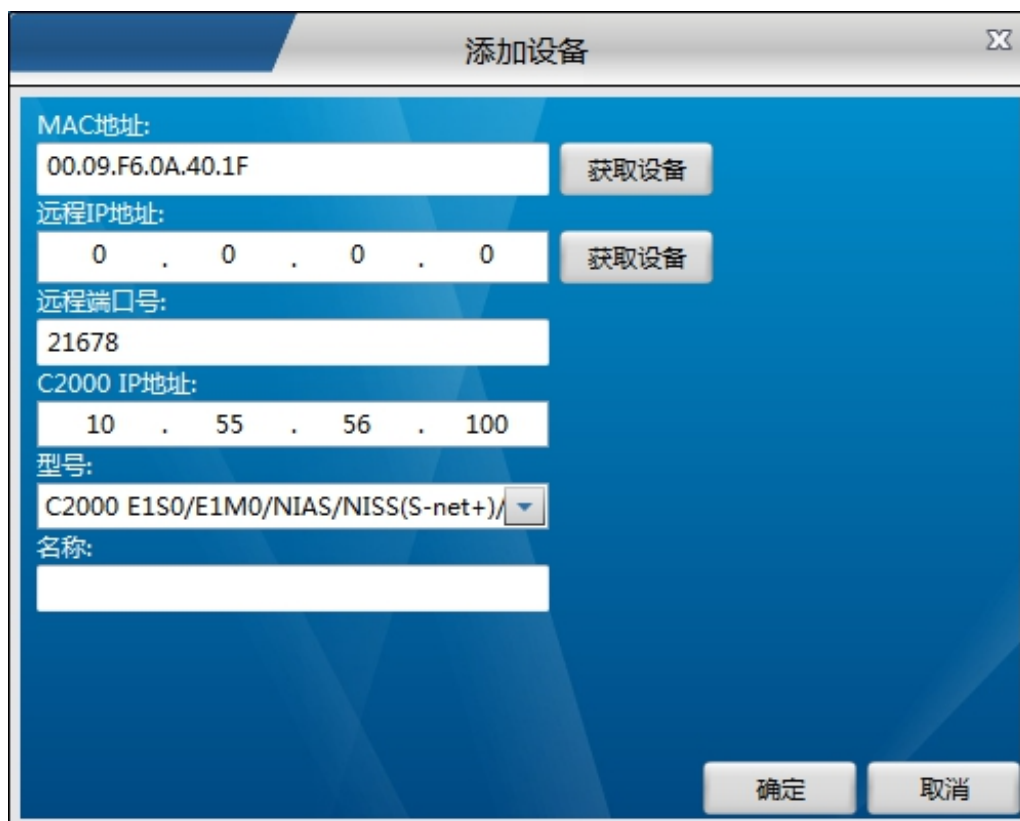 添加设备
MAC地址:
00.09.F6.0A.40.1F
获取设备
远程IP地址:
0 . 0 . 0 . 0
获取设备
远程端口号:
21678
C2000 IP地址:
10 . 55 . 56 . 100
型号:
C2000 E1S0/E1M0/NIAS/NISS(S-net+)/
名称:
确定
取消